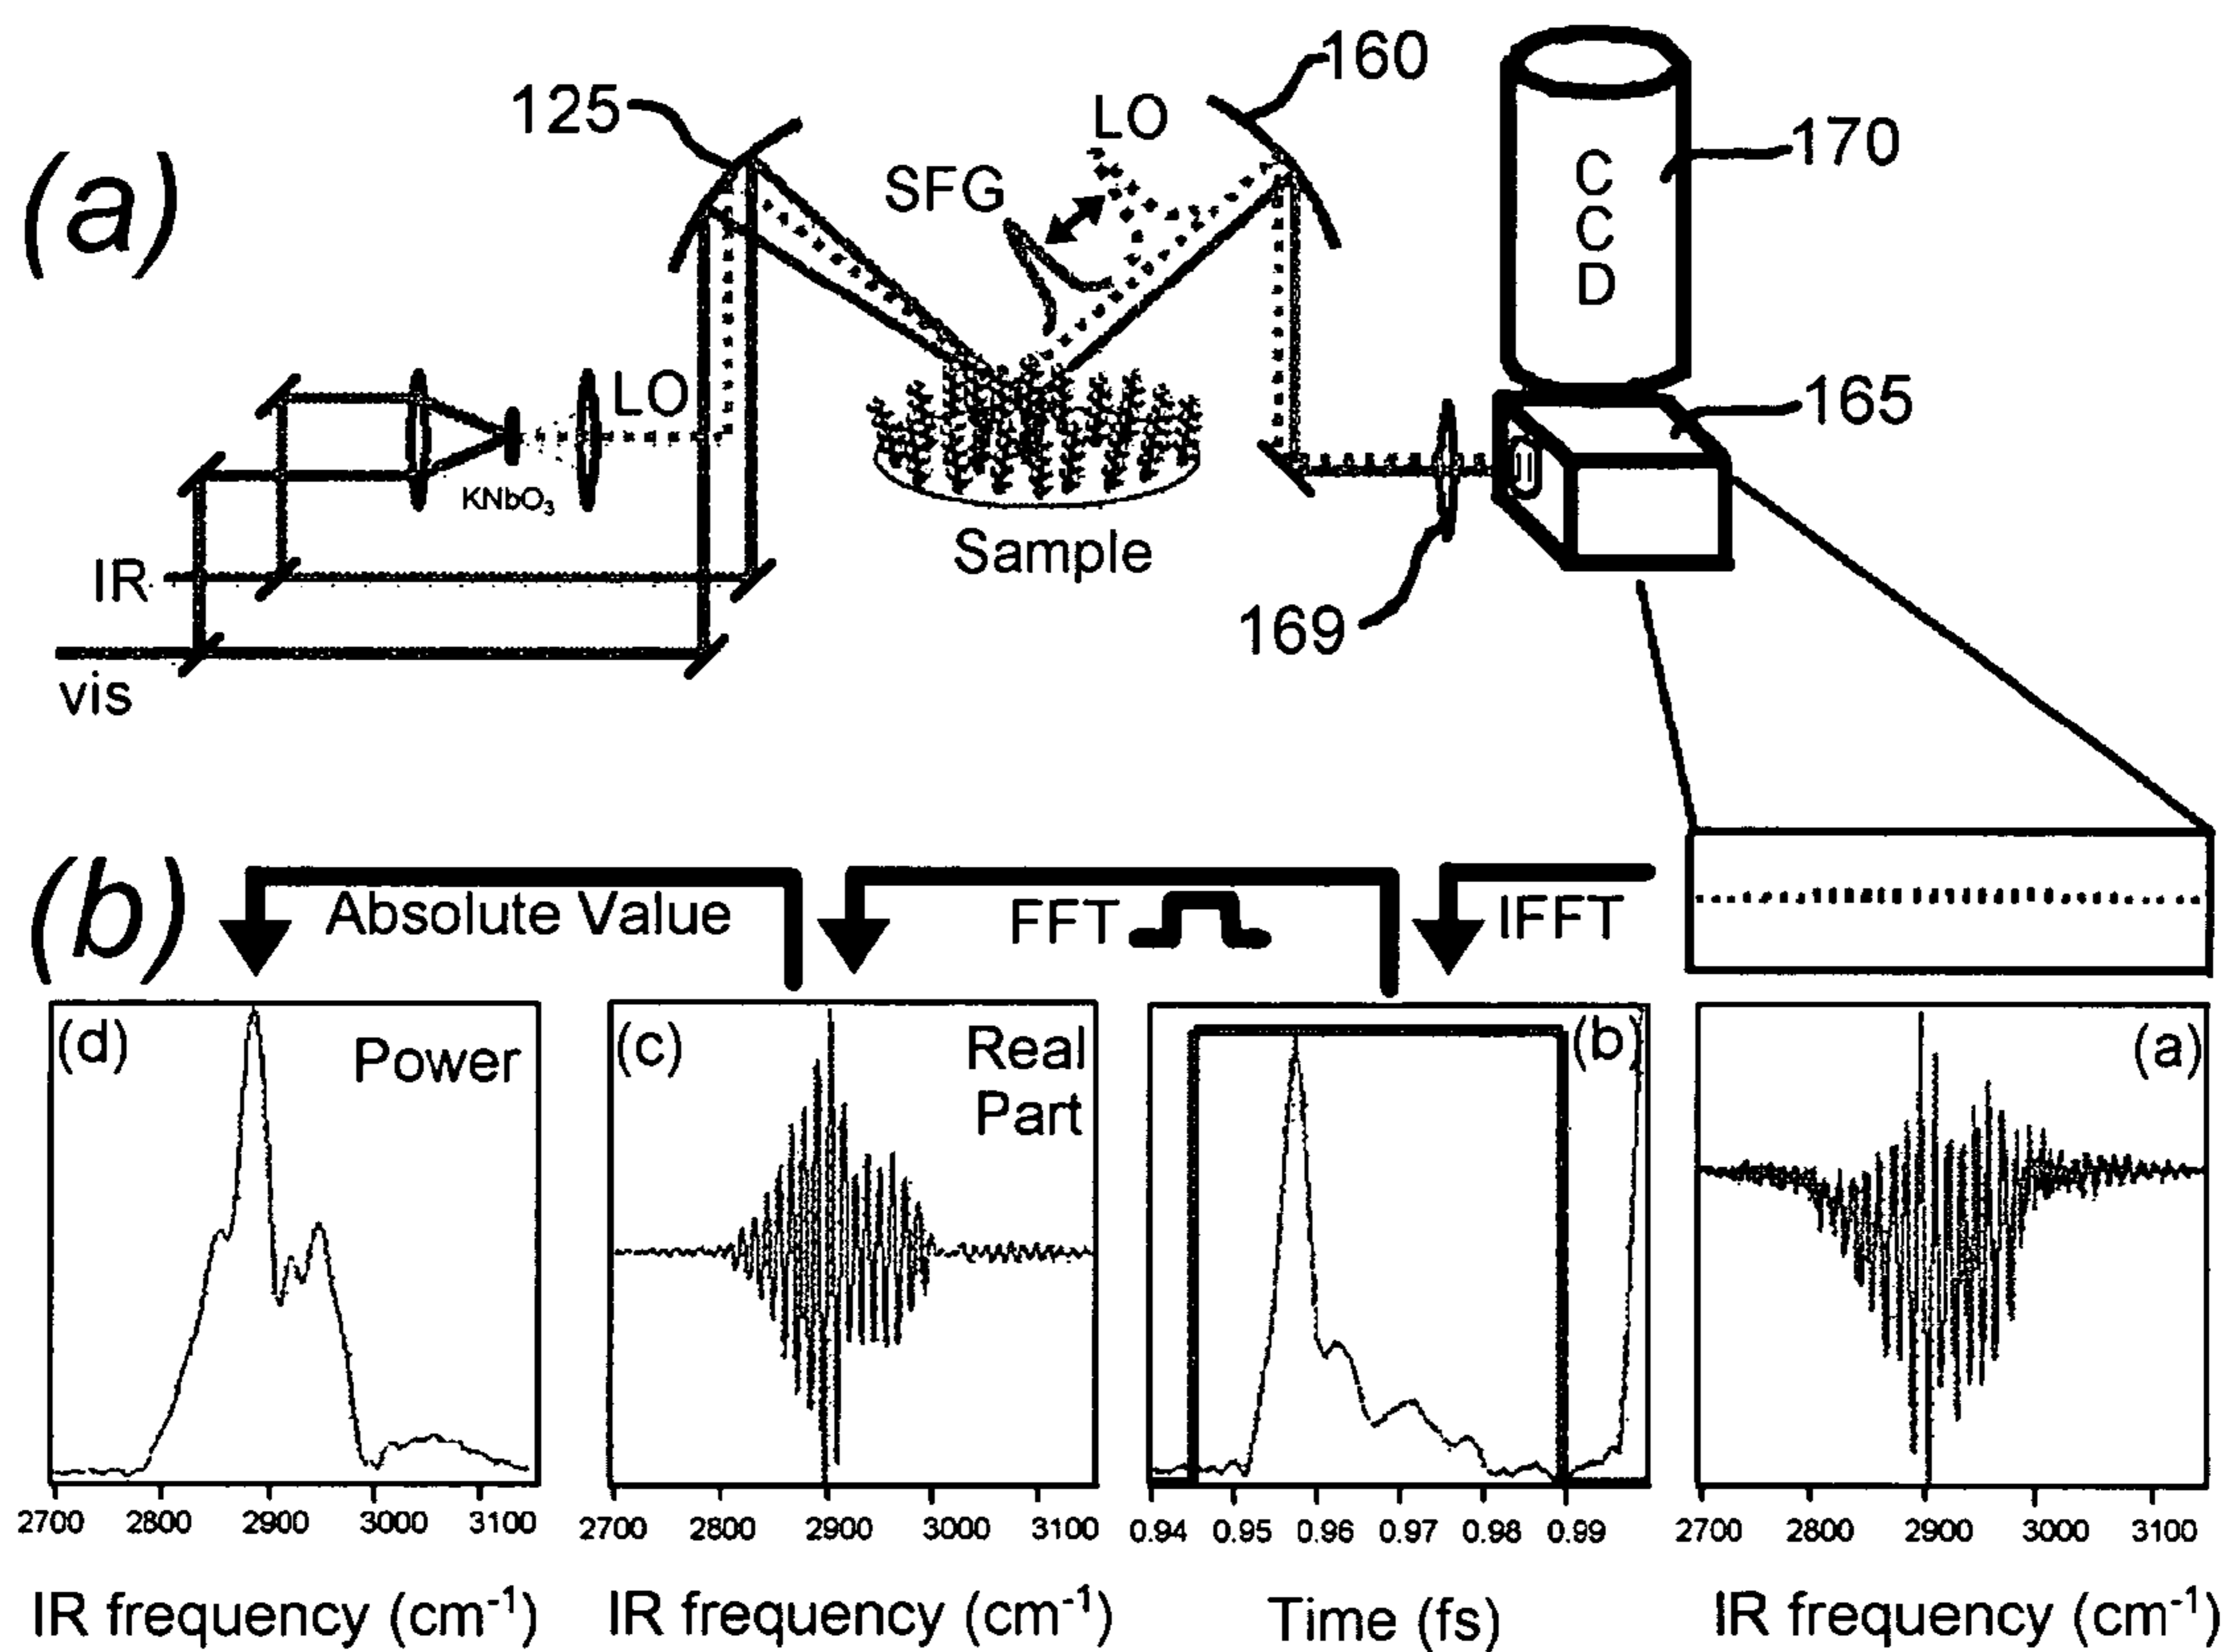 (a)
125
160
LO
SFG
170
C
C
D
165
LO
KNbO3
IR
Sample
169
vis
(b)
Absolute Value
FFT
IFFT
(d)
Power
(c)
Real
Part
(b)
(a)
2700 2800 2900 3000 3100
2700 2800 2900 3000 3100
0.94 0.95 0.96 0.97 0.98 0.99
2700 2800 2900 3000 3100
IR frequency (cm-1)
IR frequency (cm-1)
Time (fs)
IR frequency (cm-1)